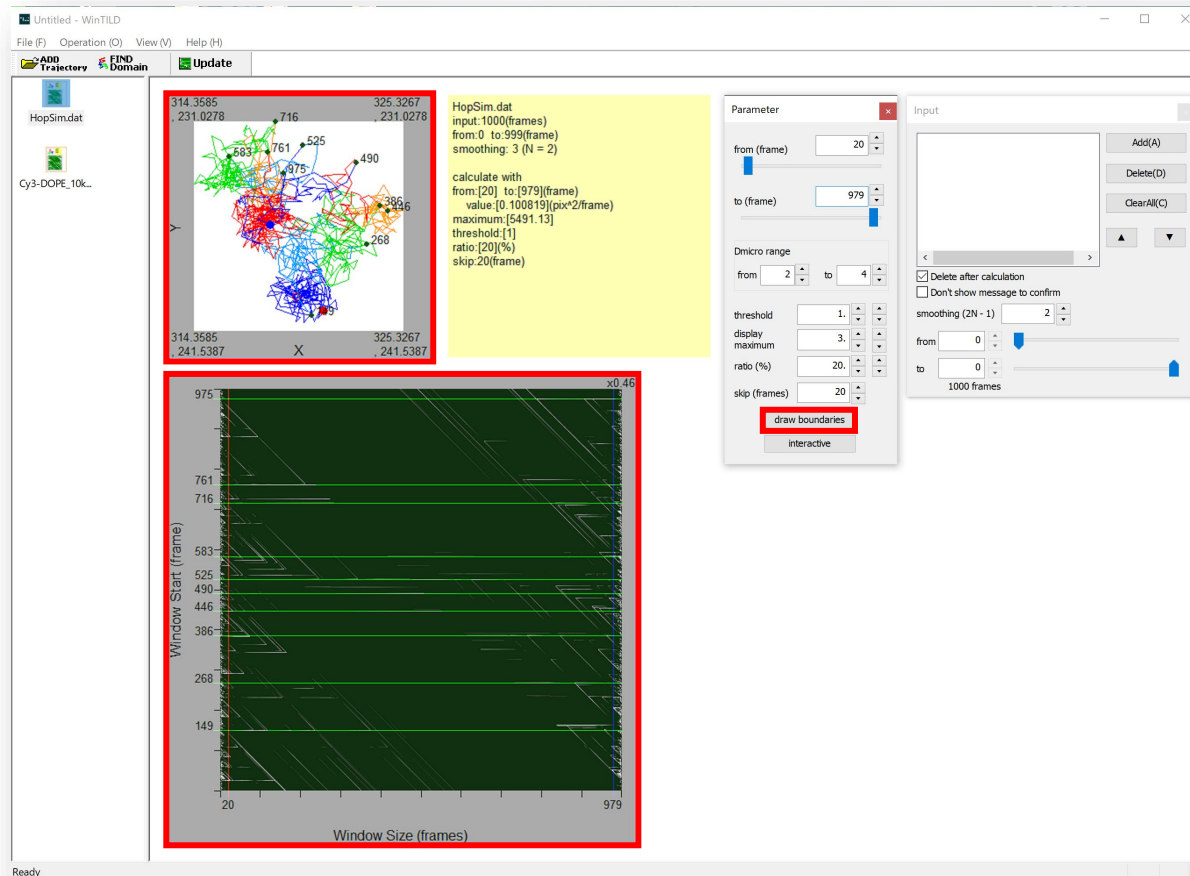 Untitled - WinTILD
File (F) Operation (O) View (V) Help (H)
ADD Trajectory FIND Domain Update
HopSim.dat
Cy3-DOPE_10k...
314.3585 , 231.0278
325.3267 , 231.0278
716
583
761
525
975
490
386
446
268
Y
314.3585 , 241.5387
X
325.3267 , 241.5387
HopSim.dat
input:1000(frames)
from:0 to:999(frame)
smoothing: 3 (N = 2)
calculate with
from:[20] to:[979](frame)
value:[0.100819](pix^2/frame)
maximum:[5491.13]
threshold:[1]
ratio:[20](%)
skip:20(frame)
x0.46
975
761
716
583
525
490
446
386
268
149
Window Start (frame)
20
979
Window Size (frames)
Parameter
from (frame) 20
to (frame) 979
Dmicro range
from 2 to 4
threshold 1.
display maximum 3.
ratio (%) 20.
skip (frames) 20
draw boundaries
interactive
Input
Add(A)
Delete(D)
ClearAll(C)
Delete after calculation
Don't show message to confirm
smoothing (2N - 1) 2
from 0
to 0
1000 frames
Ready